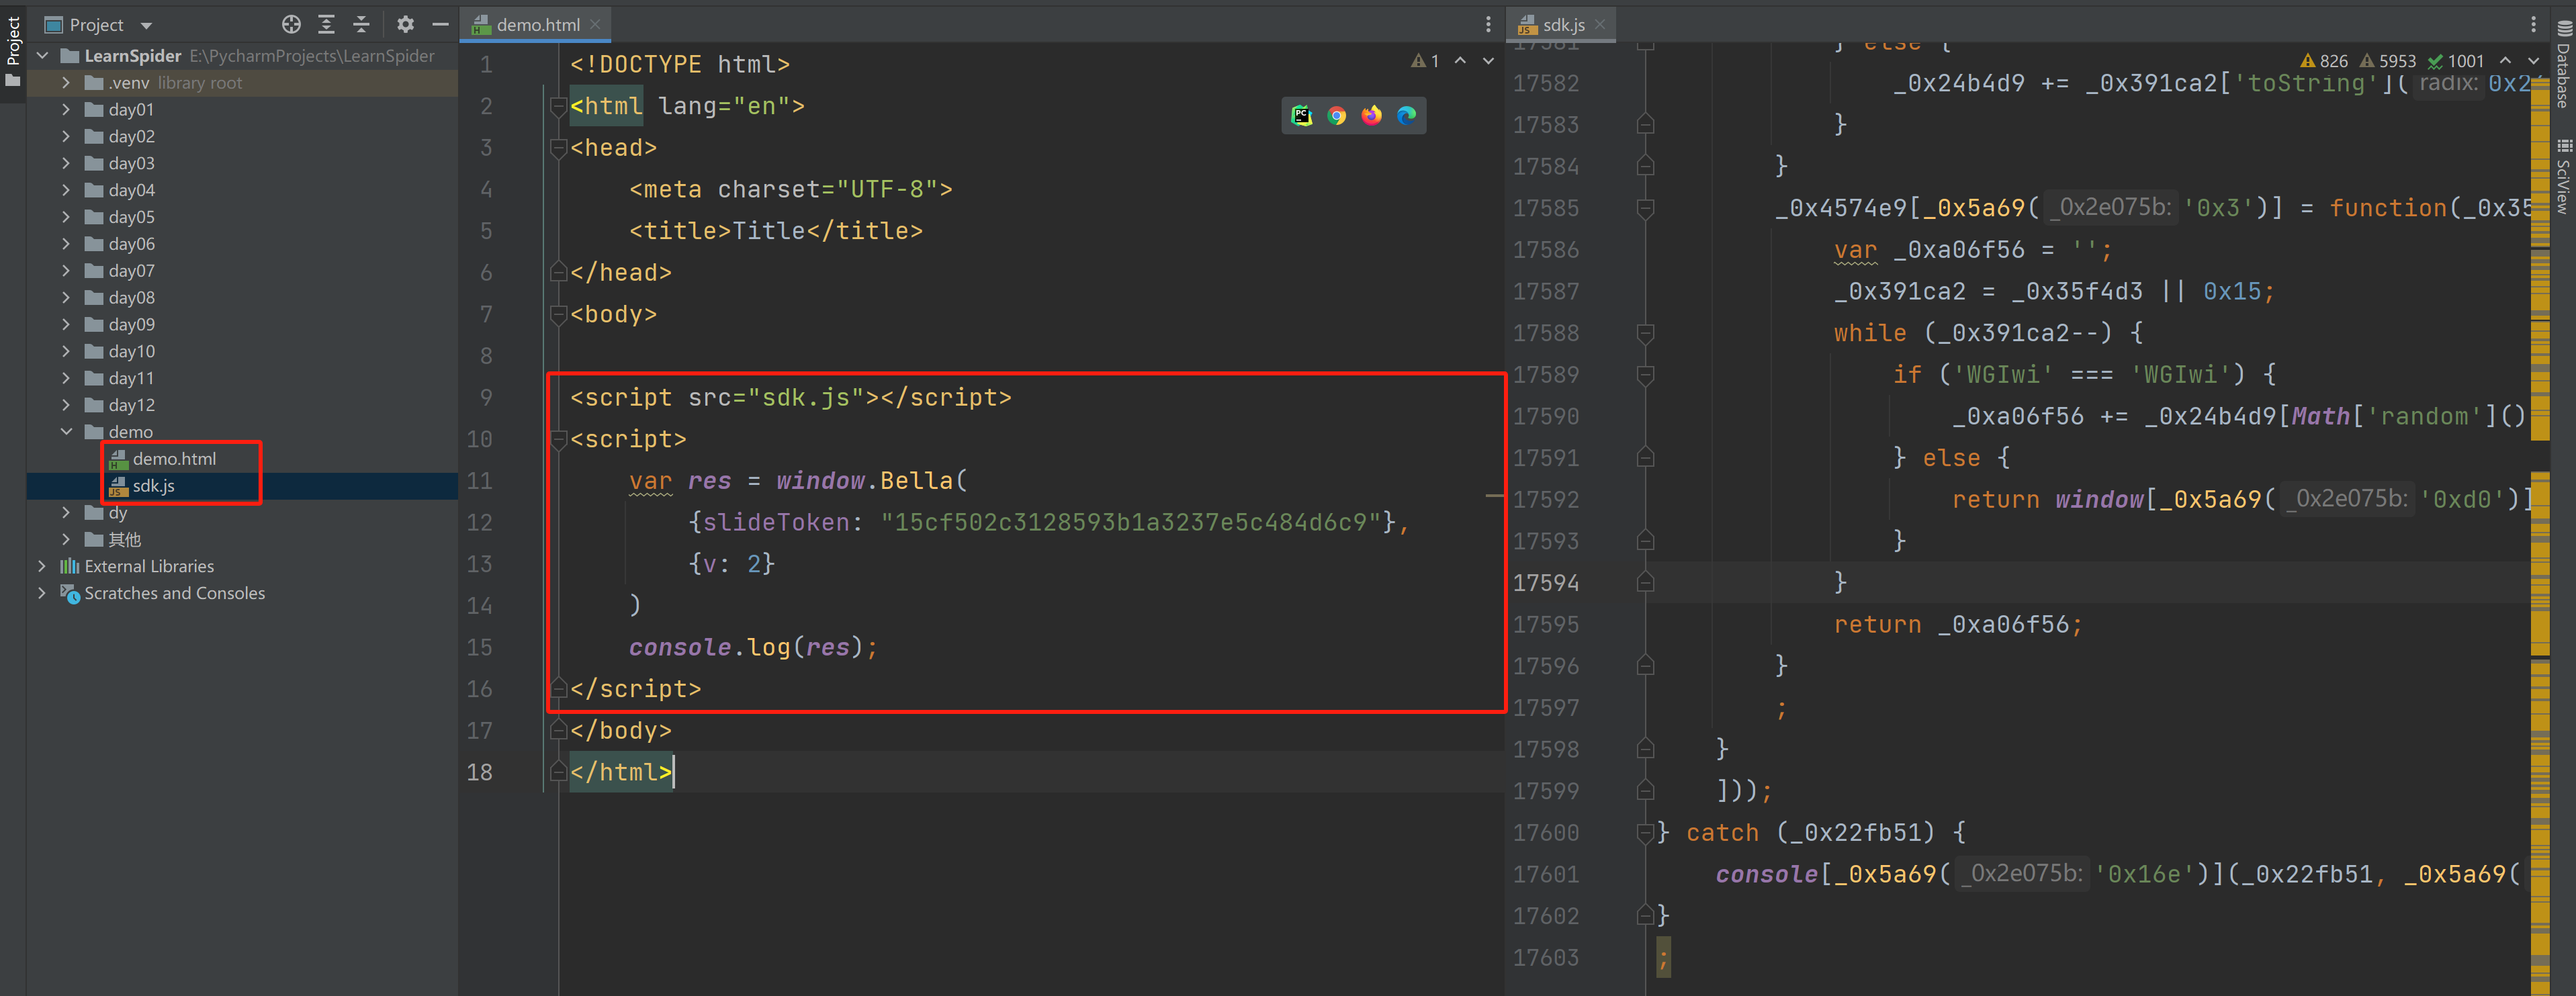 Project
Project
LearnSpider E:\PycharmProjects\LearnSpider
.venv library root
day01
day02
day03
day04
day05
day06
day07
day08
day09
day10
day11
day12
demo
demo.html
sdk.js
dy
其他
External Libraries
Scratches and Consoles
demo.html
1
1 <!DOCTYPE html>
2 <html lang="en">
3 <head>
4 <meta charset="UTF-8">
5 <title>Title</title>
6 </head>
7 <body>
8
9 <script src="sdk.js"></script>
10 <script>
11 var res = window.Bella(
12 {slideToken: "15cf502c3128593b1a3237e5c484d6c9"},
13 {v: 2}
14 )
15 console.log(res);
16 </script>
17 </body>
18 </html>
sdk.js
826 5953 1001
17581 } else {
17582 _0x24b4d9 += _0x391ca2['toString']( radix: 0x2
17583 }
17584 }
17585 _0x4574e9[_0x5a69( _0x2e075b: '0x3')] = function(_0x35
17586 var _0xa06f56 = '';
17587 _0x391ca2 = _0x35f4d3 || 0x15;
17588 while (_0x391ca2--) {
17589 if ('WGIwi' === 'WGIwi') {
17590 _0xa06f56 += _0x24b4d9[Math['random']()
17591 } else {
17592 return window[_0x5a69( _0x2e075b: '0xd0')]
17593 }
17594 }
17595 return _0xa06f56;
17596 }
17597 ;
17598 }
17599 ]));
17600 } catch (_0x22fb51) {
17601 console[_0x5a69( _0x2e075b: '0x16e')](_0x22fb51, _0x5a69(
17602 }
17603 ;
Database
SciView